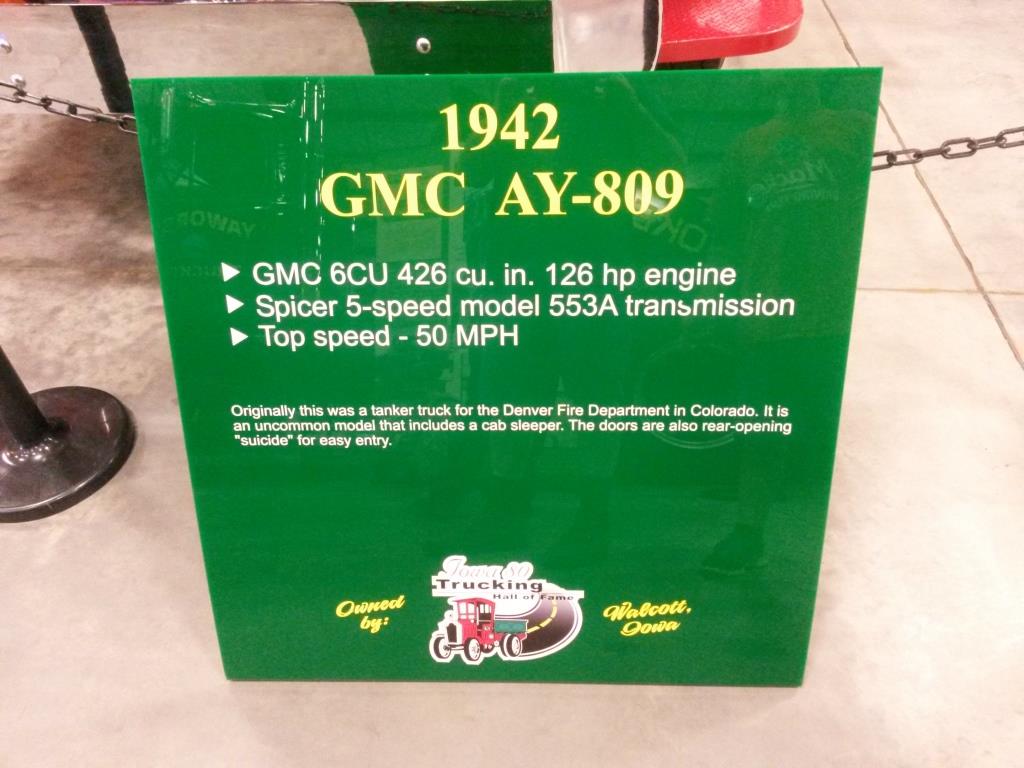 1942
GMC AY-809
GMC 6CU 426 cu. in. 126 hp engine
Spicer 5-speed model 553A transmission
Top speed - 50 MPH
Originally this was a tanker truck for the Denver Fire Department in Colorado. It is
an uncommon model that includes a cab sleeper. The doors are also rear-opening
"suicide" for easy entry.
Iowa 80
Trucking
Hall of Fame
Owned
by:
Walcott,
Iowa